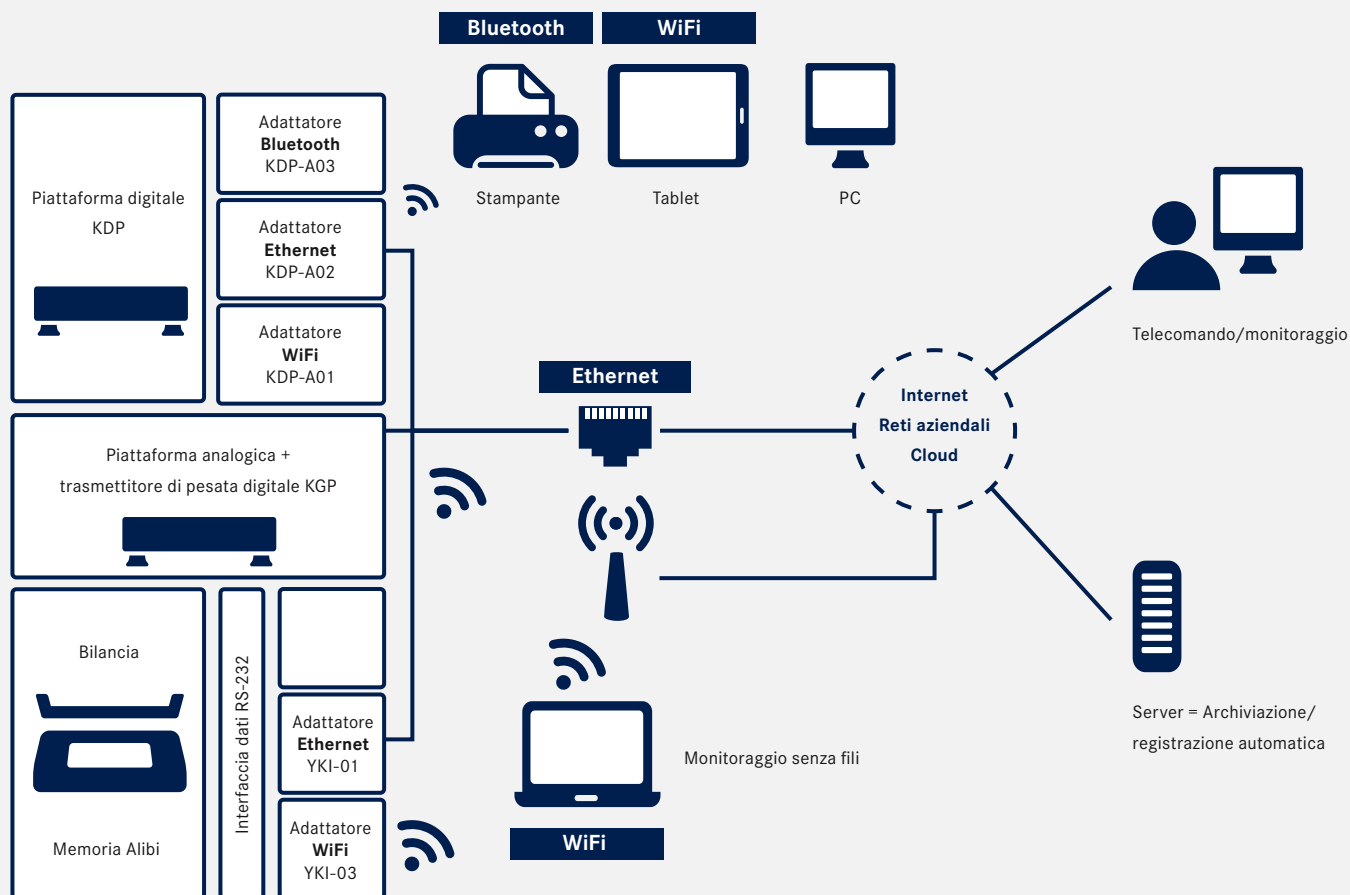 Bluetooth
WiFi
Stampante
Tablet
PC
Piattaforma digitale
KDP
Adattatore
Bluetooth
KDP-A03
Adattatore
Ethernet
KDP-A02
Adattatore
WiFi
KDP-A01
Piattaforma analogica +
trasmettitore di pesata digitale KGP
Bilancia
Memoria Alibi
Interfaccia dati RS-232
Adattatore
Ethernet
YKI-01
Adattatore
WiFi
YKI-03
Ethernet
Monitoraggio senza fili
WiFi
Internet
Reti aziendali
Cloud
Telecomando/monitoraggio
Server = Archiviazione/
registrazione automatica